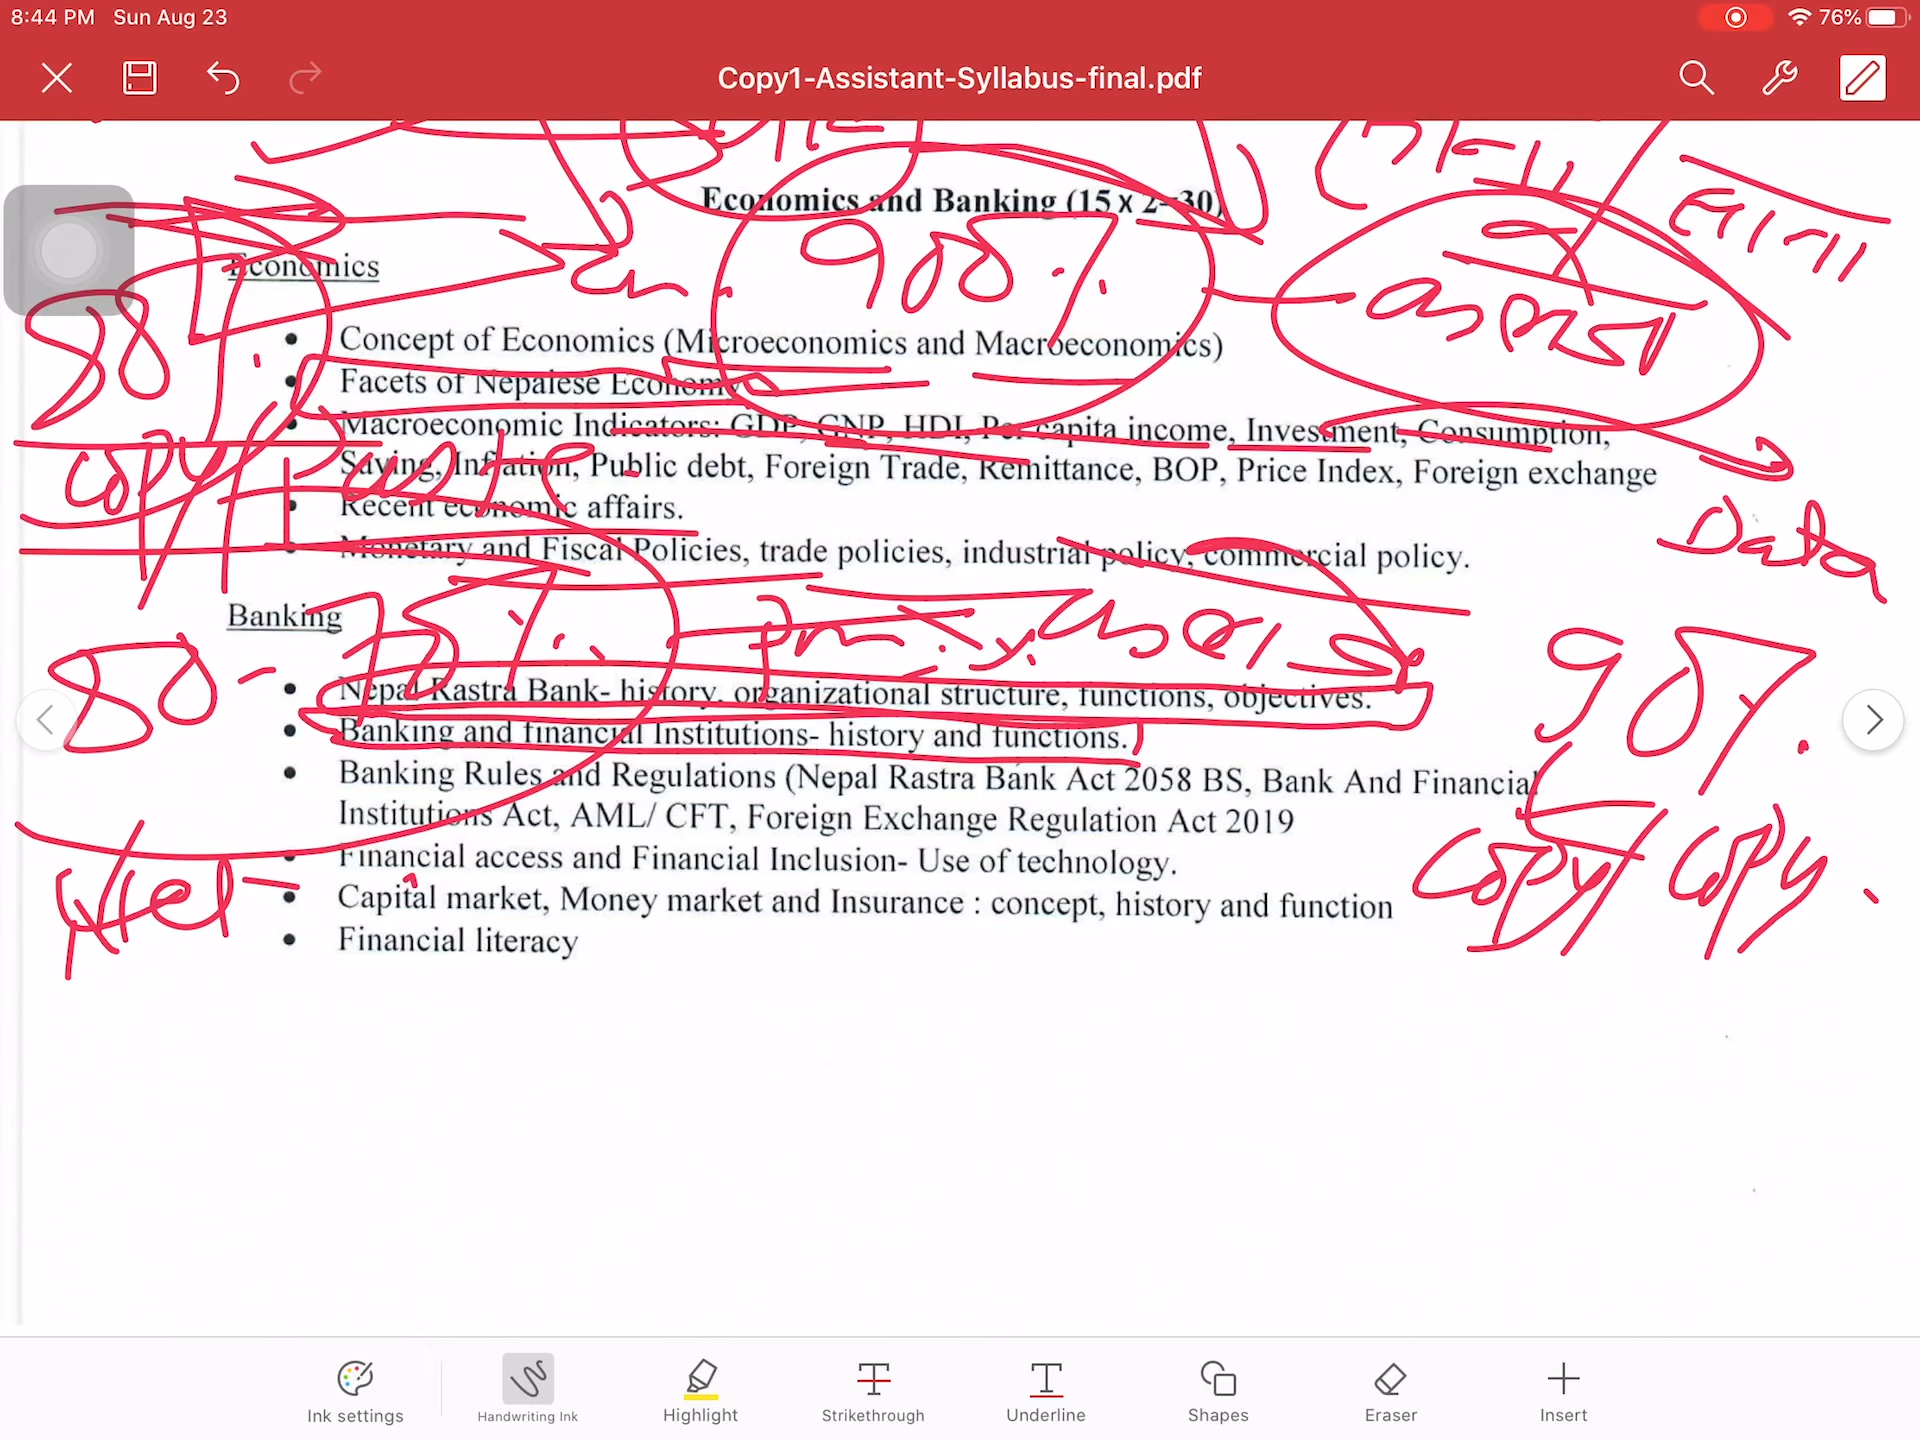 8:44 PM Sun Aug 23
76%
Copy1-Assistant-Syllabus-final.pdf
Economics and Banking (15 x 2=30)
Economics
90%
88%
• Concept of Economics (Microeconomics and Macroeconomics)
• Facets of Nepalese Economy
• Macroeconomic Indicators: GDP, GNP, HDI, Per capita income, Investment, Consumption,
Saving, Inflation, Public debt, Foreign Trade, Remittance, BOP, Price Index, Foreign exchange
copy paste
• Recent economic affairs.
Data
• Monetary and Fiscal Policies, trade policies, industrial policy, commercial policy.
Banking
80-
90%.
• Nepal Rastra Bank- history, organizational structure, functions, objectives.
• Banking and financial Institutions- history and functions.
• Banking Rules and Regulations (Nepal Rastra Bank Act 2058 BS, Bank And Financial
Institutions Act, AML/ CFT, Foreign Exchange Regulation Act 2019
• Financial access and Financial Inclusion- Use of technology.
copy copy.
• Capital market, Money market and Insurance : concept, history and function
• Financial literacy
Ink settings
Handwriting Ink
Highlight
Strikethrough
Underline
Shapes
Eraser
Insert